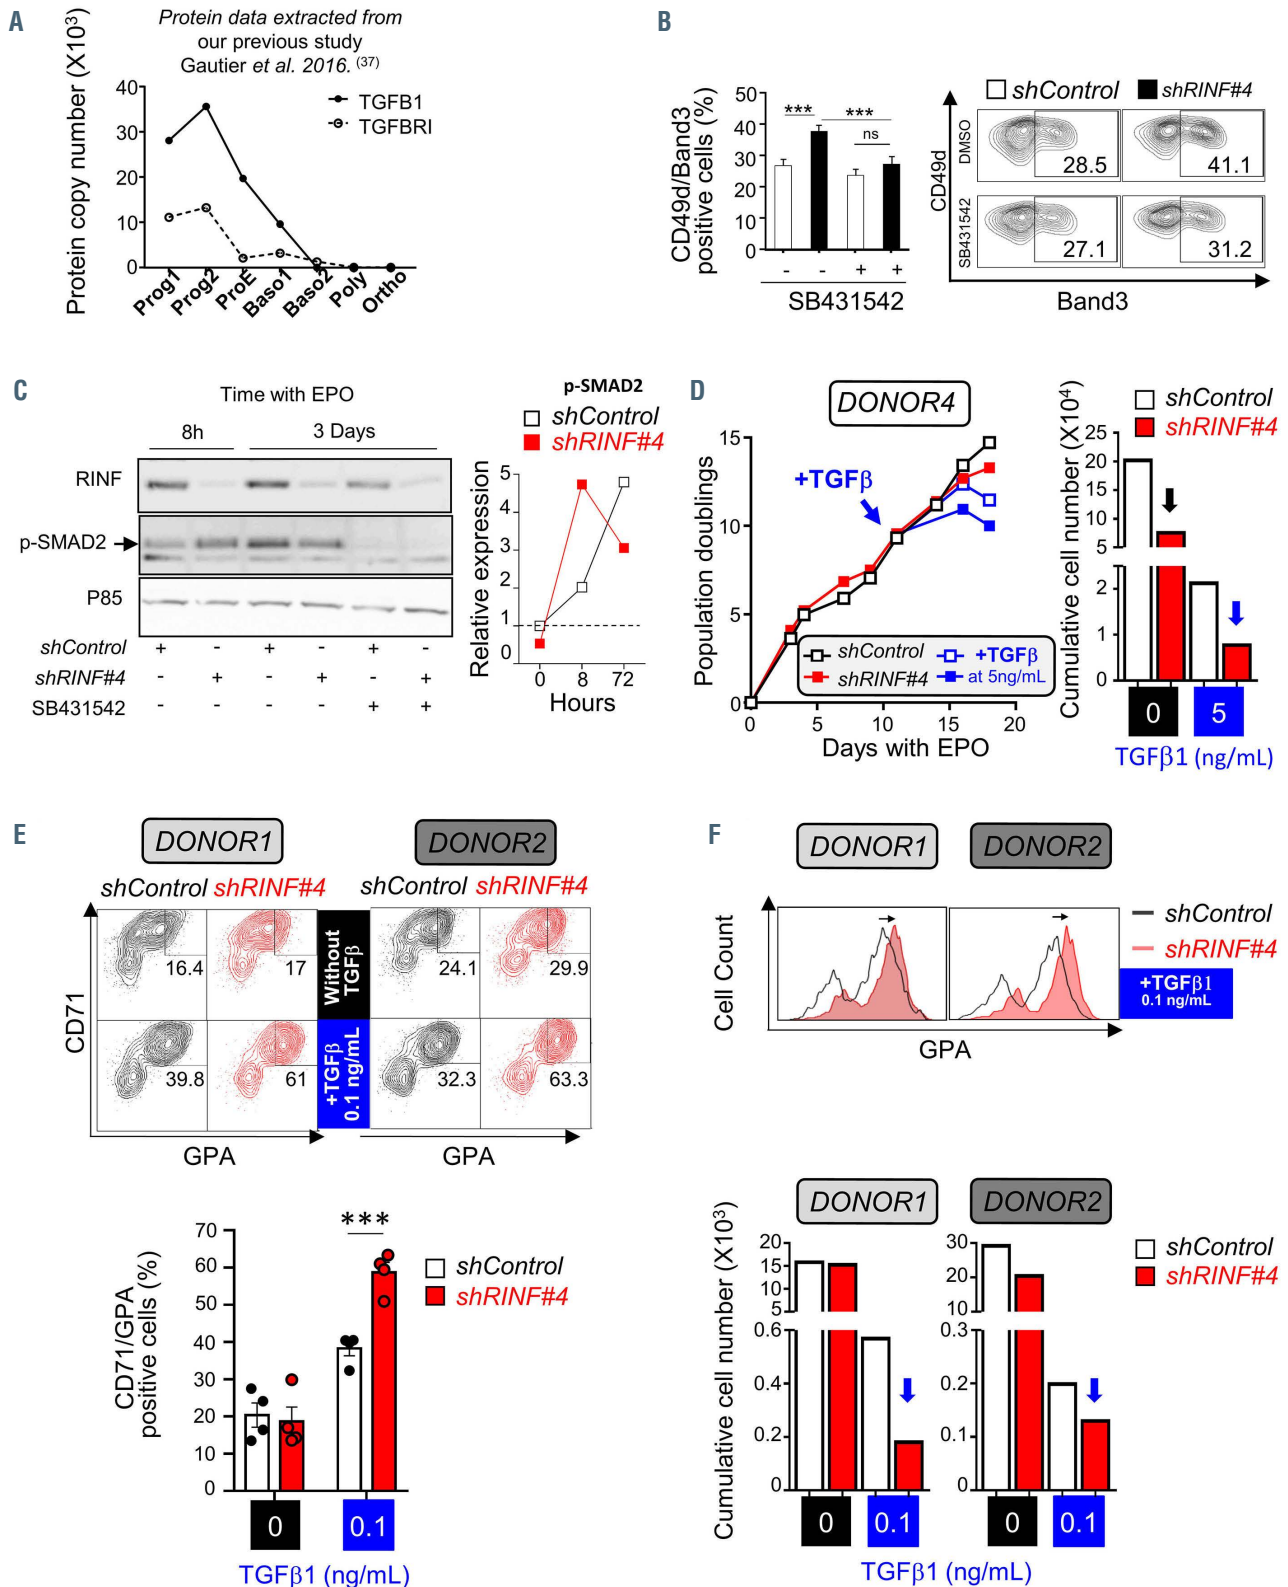 A
Protein data extracted from
our previous study
Gautier et al. 2016. (37)
Protein copy number (X10³)
40
30
20
10
0
TGFB1
TGFBRI
Prog1
Prog2
ProE
Baso1
Baso2
Poly
Ortho
B
CD49d/Band3
positive cells (%)
50
40
30
20
10
0
***
***
ns
- - + +
SB431542
shControl shRINF#4
CD49d
DMSO
28.5
41.1
SB431542
27.1
31.2
Band3
C
Time with EPO
8h
3 Days
RINF
p-SMAD2
P85
shControl + - + - + -
shRINF#4 - + - + - +
SB431542 - - - - + +
p-SMAD2
shControl
shRINF#4
Relative expression
5
4
3
2
1
0
0 8 72
Hours
D
DONOR4
Population doublings
15
10
5
0
+TGFβ
shControl
+TGFβ
shRINF#4
at 5ng/mL
0 5 10 15 20
Days with EPO
shControl
shRINF#4
Cumulative cell number (X10⁴)
25
20
15
10
5
2
1
0
0 5
TGFβ1 (ng/mL)
E
DONOR1
DONOR2
shControl shRINF#4
shControl shRINF#4
CD71
16.4
17
Without
TGFβ
24.1
29.9
39.8
61
+TGFβ
0.1 ng/mL
32.3
63.3
GPA
GPA
CD71/GPA
positive cells (%)
70
60
50
40
30
20
10
0
***
shControl
shRINF#4
0 0.1
TGFβ1 (ng/mL)
F
DONOR1
DONOR2
Cell Count
shControl
shRINF#4
+TGFβ1
0.1 ng/mL
GPA
DONOR1
DONOR2
Cumulative cell number (X10³)
20
15
10
5
0.6
0.4
0.2
0
30
20
10
0.3
0.2
0.1
0
shControl
shRINF#4
0 0.1
0 0.1
TGFβ1 (ng/mL)